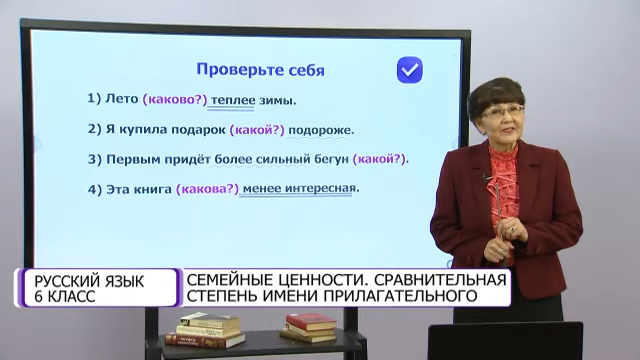 Проверьте себя
1) Лето (каково?) теплее зимы.
2) Я купила подарок (какой?) подороже.
3) Первым придёт более сильный бегун (какой?).
4) Эта книга (какова?) менее интересная.
РУССКИЙ ЯЗЫК
6 КЛАСС
СЕМЕЙНЫЕ ЦЕННОСТИ. СРАВНИТЕЛЬНАЯ
СТЕПЕНЬ ИМЕНИ ПРИЛАГАТЕЛЬНОГО